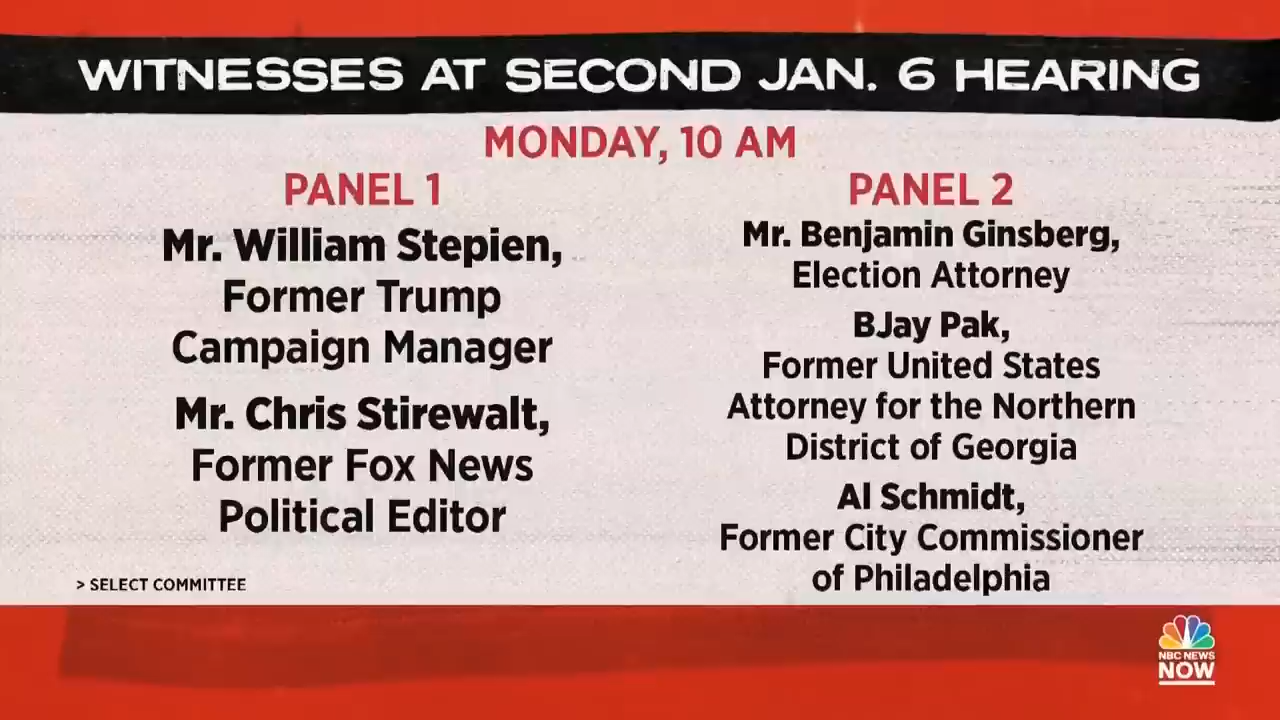 WITNESSES AT SECOND JAN. 6 HEARING
MONDAY, 10 AM
PANEL 1
Mr. William Stepien,
Former Trump
Campaign Manager
Mr. Chris Stirewalt,
Former Fox News
Political Editor
> SELECT COMMITTEE
PANEL 2
Mr. Benjamin Ginsberg,
Election Attorney
BJay Pak,
Former United States
Attorney for the Northern
District of Georgia
Al Schmidt,
Former City Commissioner
of Philadelphia
NBC NEWS
NOW